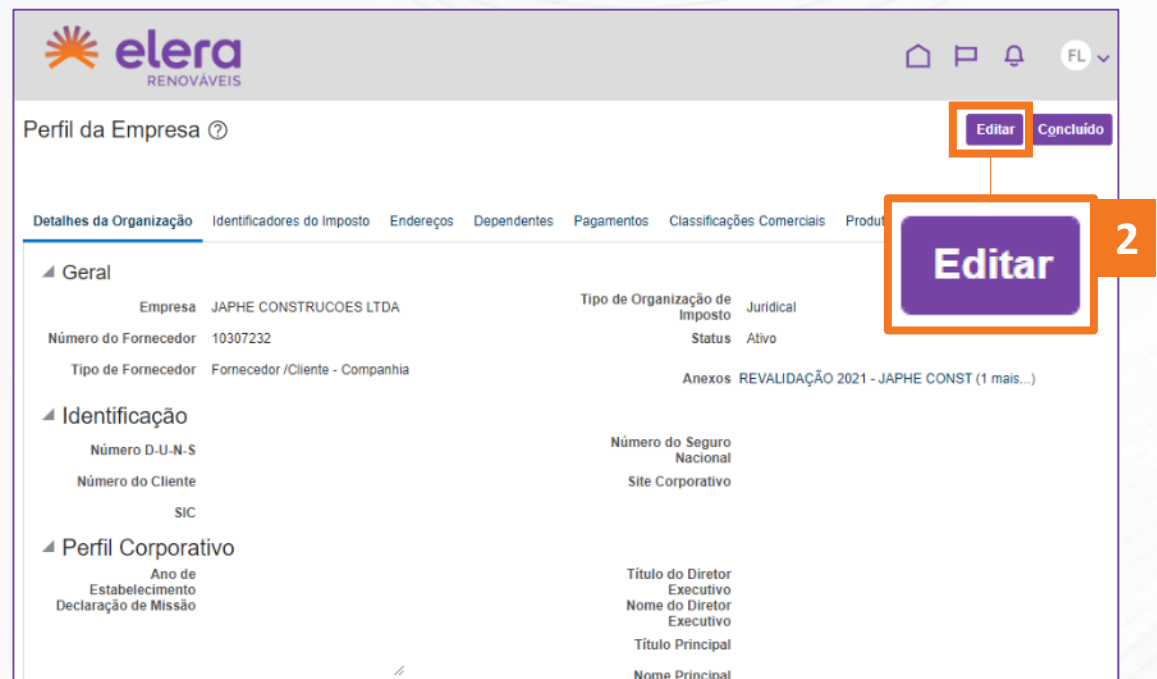 elera
RENOVÁVEIS
FL
Perfil da Empresa
Editar
Concluído
Detalhes da Organização Identificadores do Imposto Endereços Dependentes Pagamentos Classificações Comerciais
Editar
2
Geral
Empresa JAPHE CONSTRUCOES LTDA
Tipo de Organização de
Imposto
Juridical
Número do Fornecedor 10307232
Status Ativo
Tipo de Fornecedor Fornecedor /Cliente - Companhia
Anexos REVALIDAÇÃO 2021 - JAPHE CONST (1 mais...)
Identificação
Número D-U-N-S
Número do Seguro
Nacional
Número do Cliente
Site Corporativo
SIC
Perfil Corporativo
Ano de
Estabelecimento
Título do Diretor
Executivo
Declaração de Missão
Nome do Diretor
Executivo
Título Principal
Nome Principal